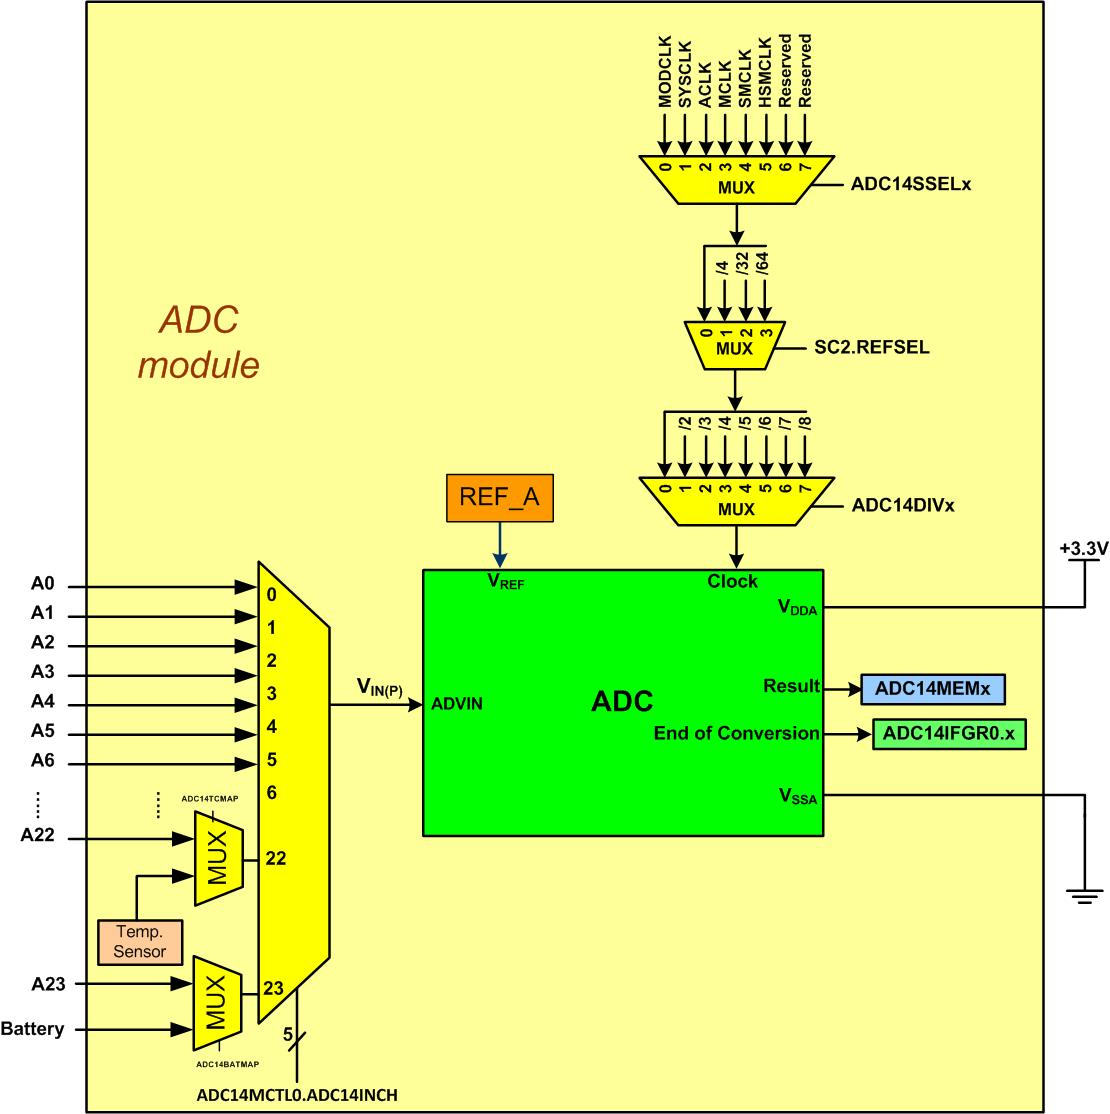 MODCLK
SYSCLK
ACLK
MCLK
SMCLK
HSMCLK
Reserved
Reserved
0 1 2 3 4 5 6 7
MUX
ADC14SSELx
/4 /32 /64
0 1 2 3
MUX
SC2.REFSEL
/2 /3 /4 /5 /6 /7 /8
0 1 2 3 4 5 6 7
MUX
ADC14DIVx
ADC
module
REF_A
VREF
Clock
+3.3V
VDDA
ADVIN
ADC
Result
ADC14MEMx
End of Conversion
ADC14IFGR0.x
VSSA
VIN(P)
A0
A1
A2
A3
A4
A5
A6
A22
0
1
2
3
4
5
6
22
23
ADC14TCMAP
MUX
Temp.
Sensor
A23
Battery
MUX
ADC14BATMAP
5
ADC14MCTL0.ADC14INCH